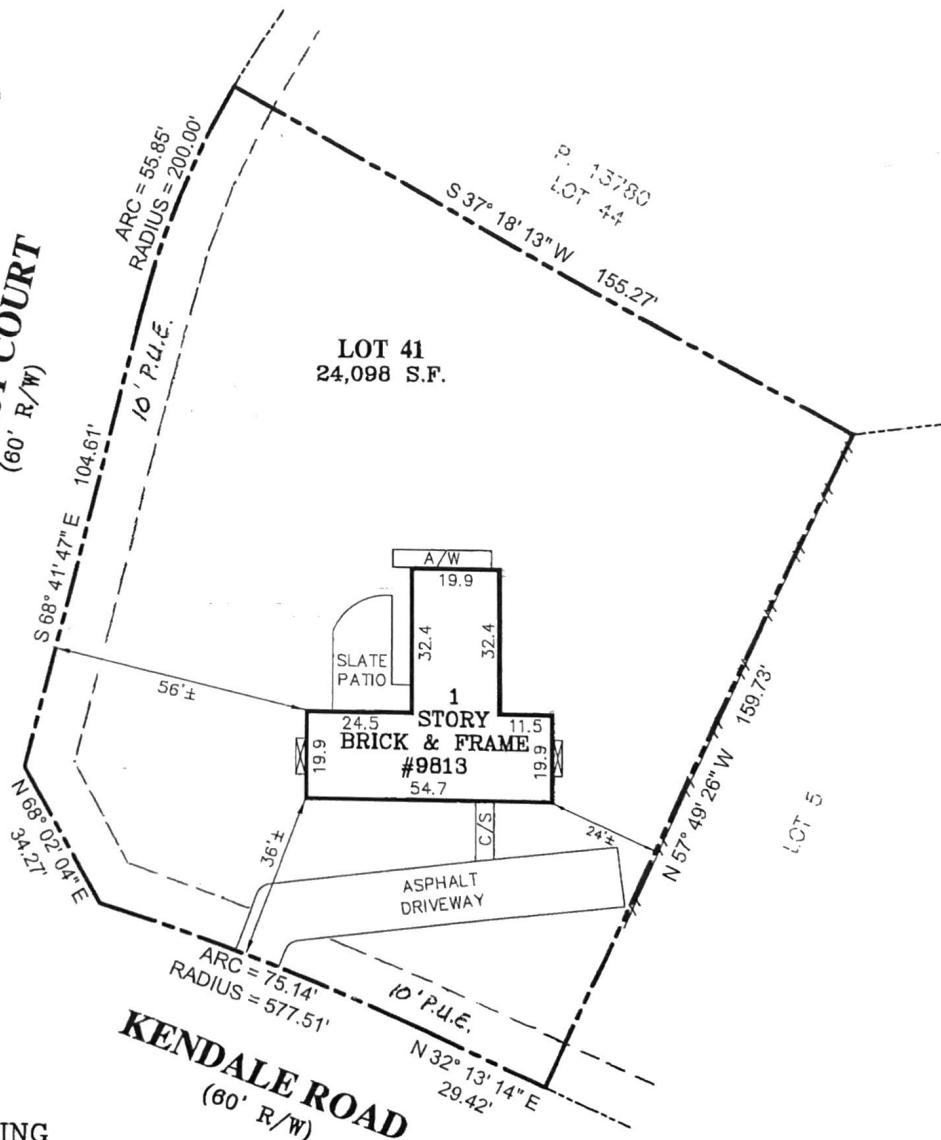 ARC = 55.85'
RADIUS = 200.00'
P. 13780
LOT 44
S 37° 18' 13" W 155.27'
COURT
(60' R/W)
10' P.U.E.
LOT 41
24,098 S.F.
S 68° 41' 47" E 104.61'
A/W
19.9
32.4
32.4
SLATE
PATIO
56'±
24.5
1
STORY
11.5
BRICK & FRAME
19.9
#9813
19.9
54.7
N 57° 49' 26" W 159.73'
LOT 5
N 68° 02' 04" E
34.27'
36'±
C/S
24'±
ASPHALT
DRIVEWAY
ARC = 75.14'
RADIUS = 577.51'
10' P.U.E.
N 32° 13' 14" E
29.42'
KENDALE ROAD
(60' R/W)